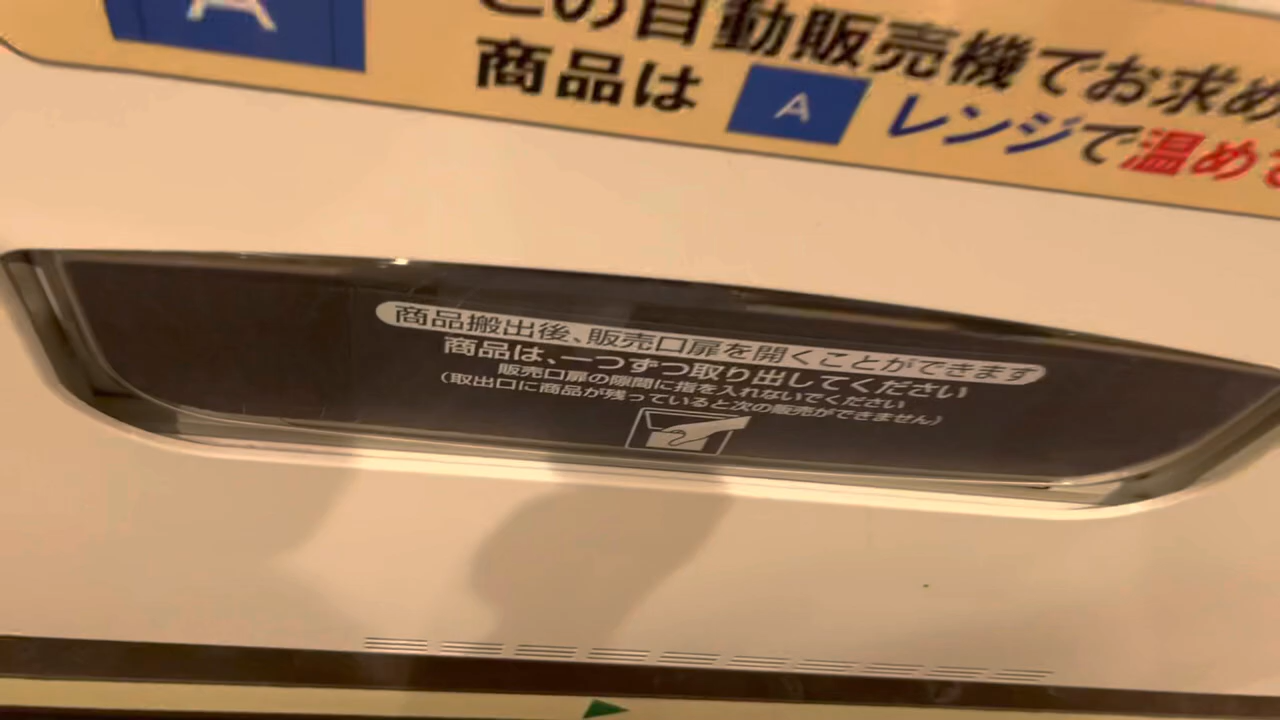 A
この自動販売機でお求め
商品は A レンジで温め
商品搬出後、販売口扉を開くことができます
商品は、一つずつ取り出してください
販売口扉の隙間に指を入れないでください
（取出口に商品が残っていると次の販売ができません）